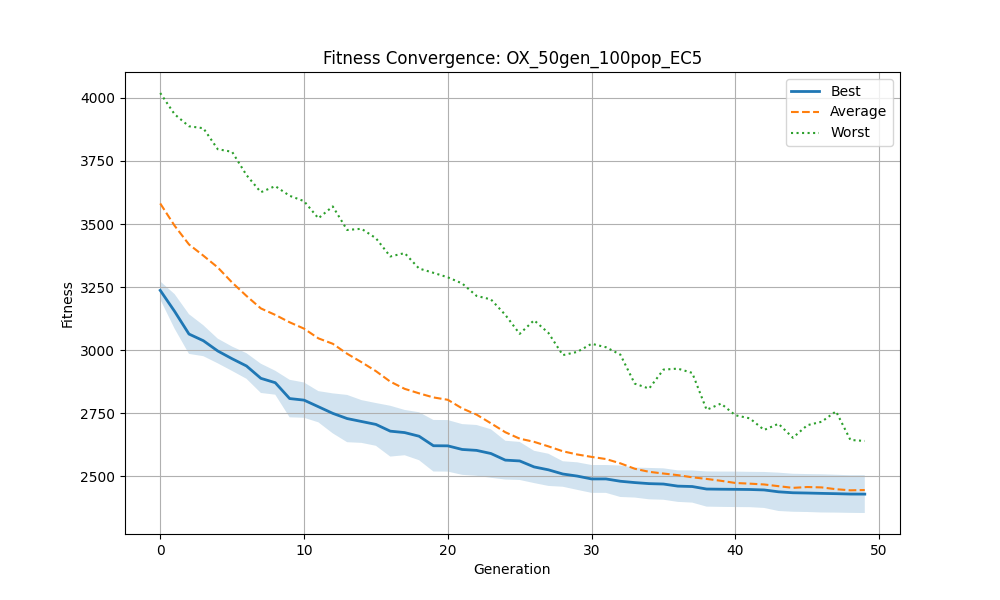 Fitness Convergence: OX_50gen_100pop_EC5
Best
Average
Worst
4000
3750
3500
3250
3000
2750
2500
Fitness
0 10 20 30 40 50
Generation